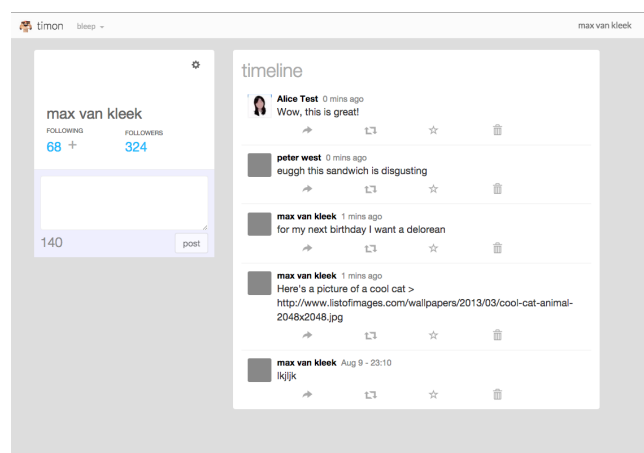 timon bleep
max van kleek
max van kleek
FOLLOWING FOLLOWERS
68 + 324
140 post
timeline
Alice Test 0 mins ago
Wow, this is great!
peter west 0 mins ago
euggh this sandwich is disgusting
max van kleek 1 mins ago
for my next birthday I want a delorean
max van kleek 1 mins ago
Here's a picture of a cool cat >
http://www.listofimages.com/wallpapers/2013/03/cool-cat-animal-
2048x2048.jpg
max van kleek Aug 9 - 23:10
lkjljk